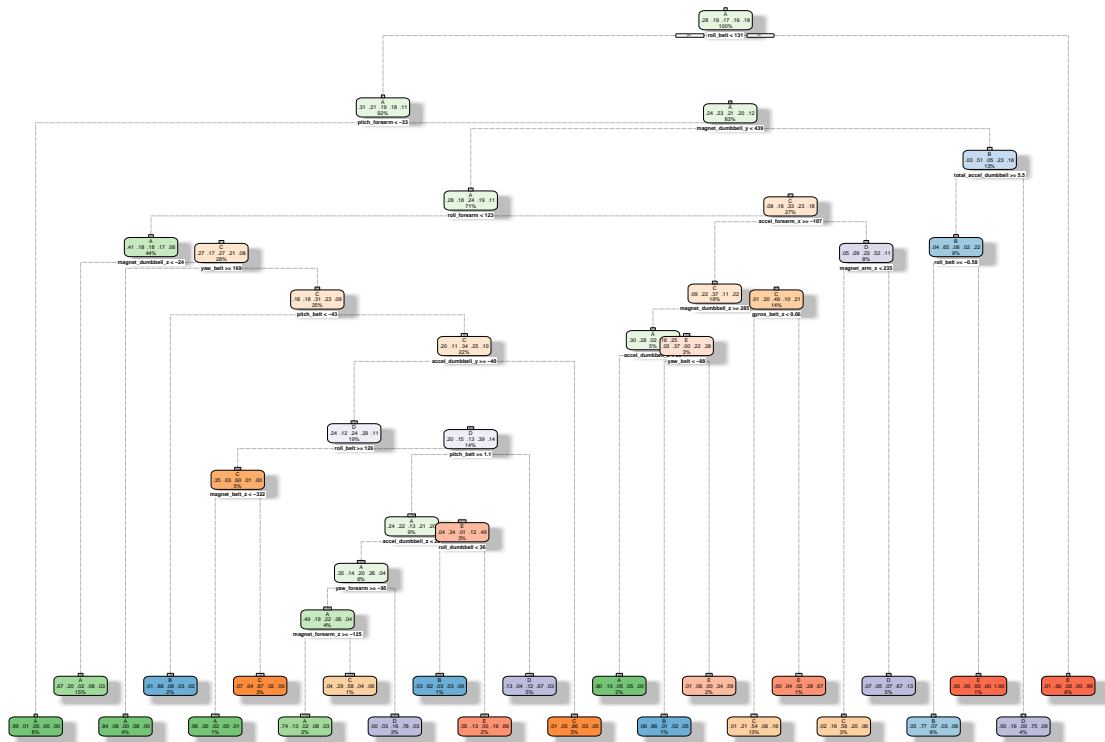 A
.28 .19 .17 .16 .18
100%
roll_belt < 131
A
.31 .21 .19 .18 .11
92%
pitch_forearm < −33
A
.24 .23 .21 .20 .12
83%
magnet_dumbbell_y < 439
B
.03 .51 .05 .23 .18
13%
total_accel_dumbbell >= 5.5
A
.28 .18 .24 .19 .11
71%
roll_forearm < 123
C
.08 .18 .33 .23 .18
27%
accel_forearm_x >= −107
A
.41 .18 .18 .17 .06
44%
magnet_dumbbell_z < −24
C
.27 .17 .27 .21 .08
28%
yaw_belt >= 169
D
.05 .09 .23 .52 .11
8%
magnet_arm_x < 235
B
.04 .65 .06 .02 .22
9%
roll_belt >= −0.58
C
.18 .18 .31 .23 .09
25%
pitch_belt < −43
C
.09 .22 .37 .11 .22
19%
magnet_dumbbell_z >= 285
C
.01 .20 .49 .10 .21
14%
gyros_belt_z < 0.06
C
.20 .11 .34 .25 .10
22%
accel_dumbbell_y >= −40
A
.30 .28 .02 .16 .25
5%
accel_dumbbell
E
.03 .37 .00 .22 .38
3%
yaw_belt < −88
D
.24 .12 .24 .29 .11
19%
roll_belt >= 126
D
.20 .15 .13 .39 .14
14%
pitch_belt >= 1.1
C
.35 .03 .60 .01 .00
5%
magnet_belt_z < −322
A
.24 .22 .13 .21 .20
9%
accel_dumbbell_z <
E
.04 .34 .01 .12 .49
3%
roll_dumbbell < 36
A
.35 .14 .20 .26 .04
6%
yaw_forearm >= −95
A
.49 .19 .22 .06 .04
4%
magnet_forearm_z >= −125
A
.67 .20 .02 .08 .03
15%
B
.01 .86 .08 .03 .02
2%
C
.07 .04 .87 .02 .00
3%
C
.04 .29 .58 .04 .06
1%
B
.03 .82 .03 .03 .09
1%
D
.13 .04 .12 .67 .03
5%
A
.80 .10 .05 .05 .00
2%
E
.01 .06 .00 .34 .59
2%
E
.00 .04 .02 .28 .67
1%
D
.07 .05 .07 .67 .13
5%
E
.00 .00 .00 .00 1.00
1%
E
.01 .00 .00 .00 .99
8%
A
.99 .01 .00 .00 .00
8%
A
.84 .08 .00 .08 .00
4%
A
.96 .00 .02 .00 .01
1%
A
.74 .13 .02 .08 .03
3%
D
.00 .03 .16 .78 .03
2%
E
.05 .13 .00 .16 .66
2%
C
.01 .05 .86 .03 .05
3%
B
.06 .86 .01 .02 .05
1%
C
.01 .21 .54 .08 .16
13%
C
.02 .16 .56 .20 .06
3%
B
.05 .77 .07 .03 .08
8%
D
.00 .16 .00 .75 .09
4%